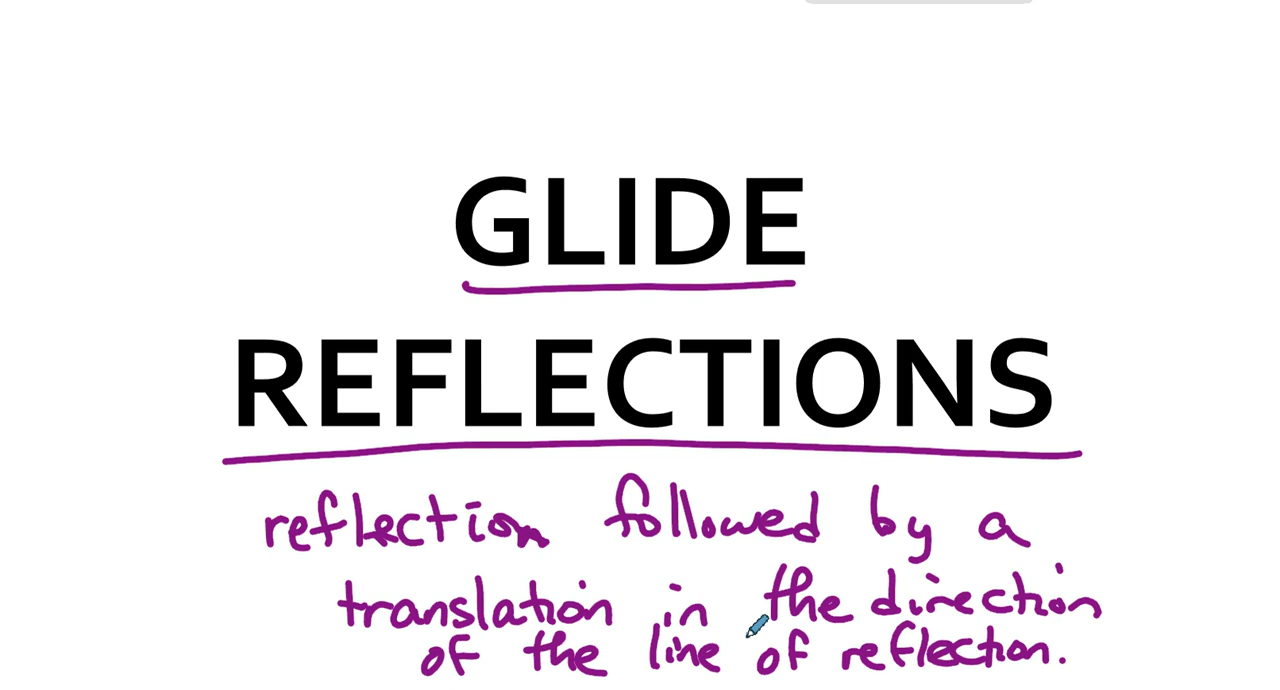 GLIDE
REFLECTIONS
reflection followed by a
translation in the direction
of the line of reflection.